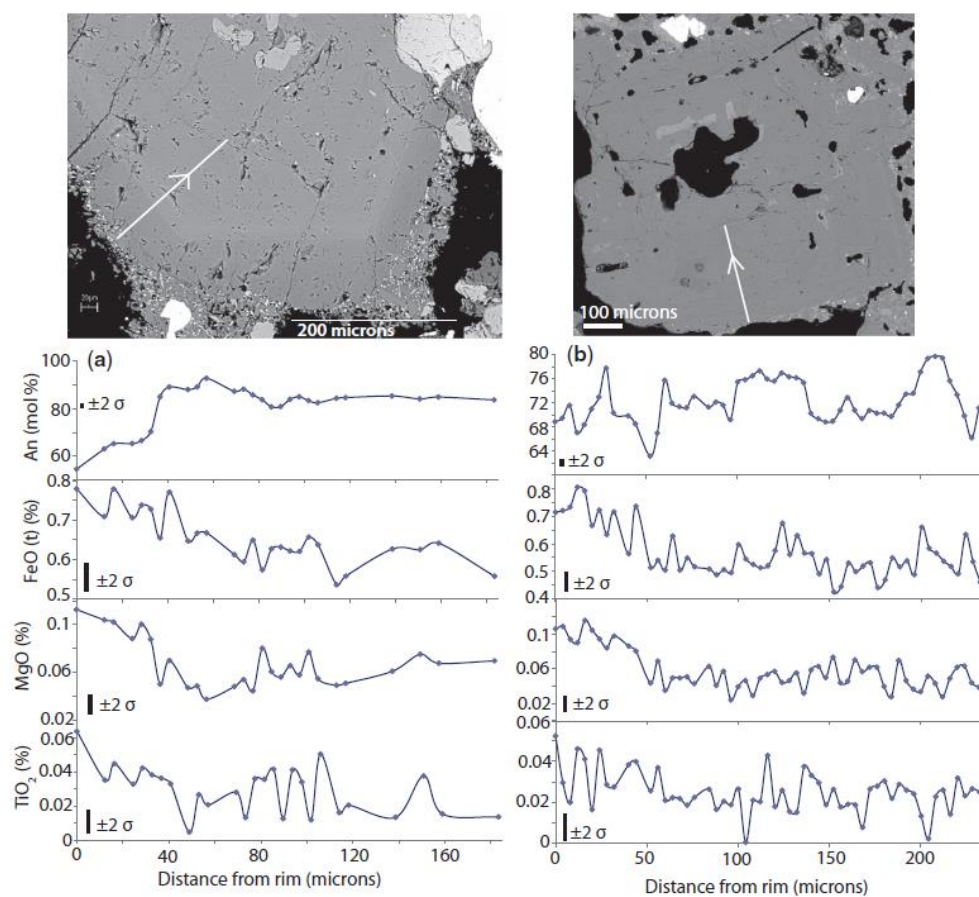 20µm
200 microns
100 microns
(a)
An (mol %)
100
80
60
±2 σ
FeO (t) (%)
0.8
0.7
0.6
0.5
±2 σ
MgO (%)
0.1
0.06
0.02
±2 σ
TiO2 (%)
0.06
0.04
0.02
0
±2 σ
0 40 80 120 160
Distance from rim (microns)
(b)
80
76
72
68
64
±2 σ
0.8
0.7
0.6
0.5
0.4
±2 σ
0.1
0.06
0.02
±2 σ
0.06
0.04
0.02
0
±2 σ
0 50 100 150 200
Distance from rim (microns)